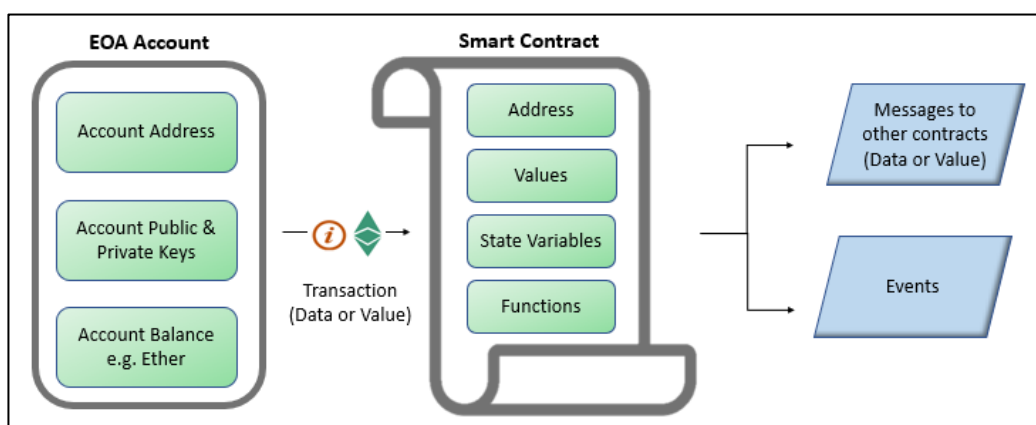 EOA Account
Account Address
Account Public &
Private Keys
Account Balance
e.g. Ether
i
Transaction
(Data or Value)
Smart Contract
Address
Values
State Variables
Functions
Messages to
other contracts
(Data or Value)
Events